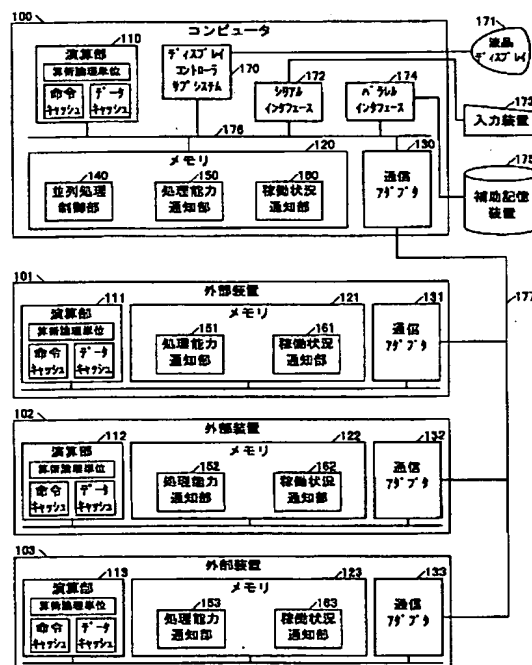 100
コンピュータ
110
演算部
算術論理単位
命令
キャッシュ
データ
キャッシュ
ディスプレイ
コントローラ
サブシステム
170
172
シリアル
インタフェース
174
パラレル
インタフェース
171
液晶
ディスプレイ
173
入力装置
175
補助記憶
装置
176
120
メモリ
140
並列処理
制御部
150
処理能力
通知部
160
稼働状況
通知部
130
通信
アダプタ
177
101
外部装置
111
演算部
算術論理単位
命令
キャッシュ
データ
キャッシュ
121
メモリ
151
処理能力
通知部
161
稼働状況
通知部
131
通信
アダプタ
102
外部装置
112
演算部
算術論理単位
命令
キャッシュ
データ
キャッシュ
122
メモリ
152
処理能力
通知部
162
稼働状況
通知部
132
通信
アダプタ
103
外部装置
113
演算部
算術論理単位
命令
キャッシュ
データ
キャッシュ
123
メモリ
153
処理能力
通知部
163
稼働状況
通知部
133
通信
アダプタ